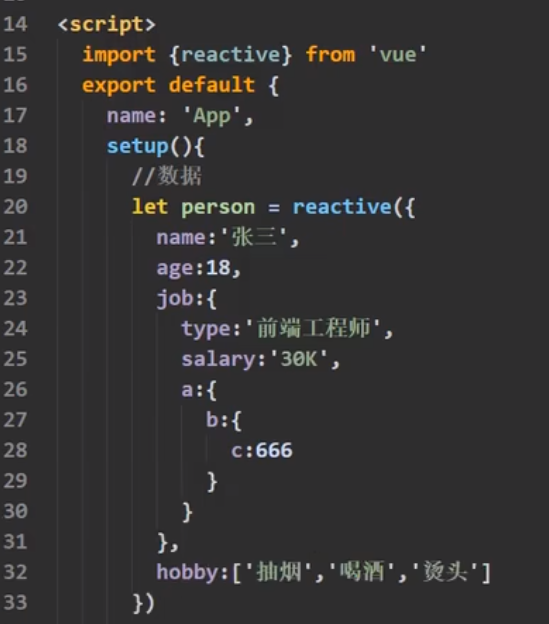 14 <script>
15 import {reactive} from 'vue'
16 export default {
17 name: 'App',
18 setup(){
19 //数据
20 let person = reactive({
21 name:'张三',
22 age:18,
23 job:{
24 type:'前端工程师',
25 salary:'30K',
26 a:{
27 b:{
28 c:666
29 }
30 }
31 },
32 hobby:['抽烟','喝酒','烫头']
33 })